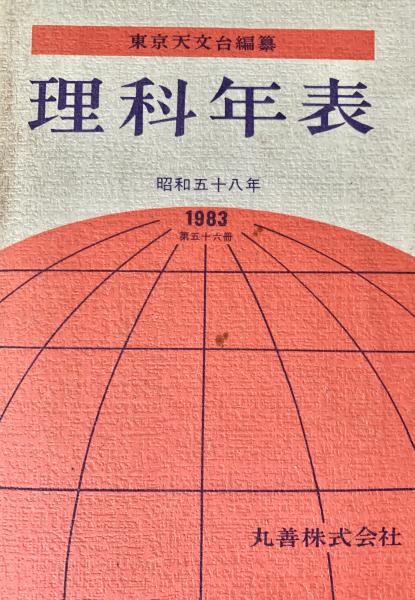 東京天文台編纂
理科年表
昭和五十八年
1983
第五十六冊
丸善株式会社